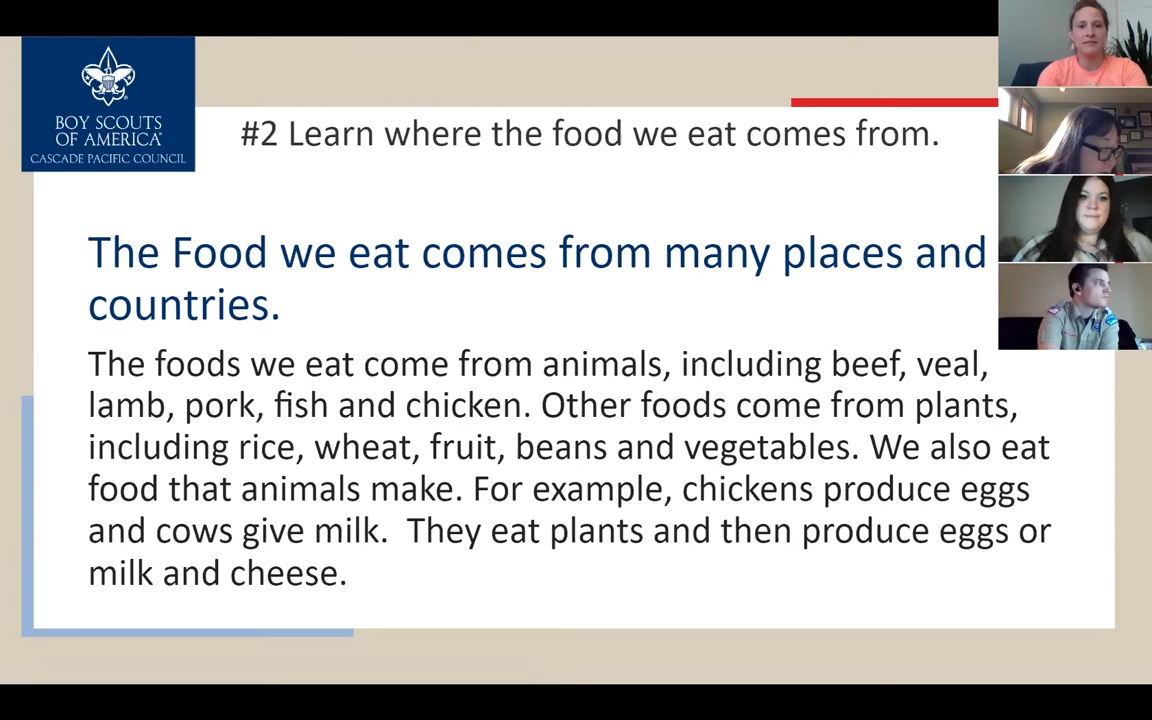 BOY SCOUTS
OF AMERICA®
CASCADE PACIFIC COUNCIL
#2 Learn where the food we eat comes from.
The Food we eat comes from many places and
countries.
The foods we eat come from animals, including beef, veal,
lamb, pork, fish and chicken. Other foods come from plants,
including rice, wheat, fruit, beans and vegetables. We also eat
food that animals make. For example, chickens produce eggs
and cows give milk.  They eat plants and then produce eggs or
milk and cheese.